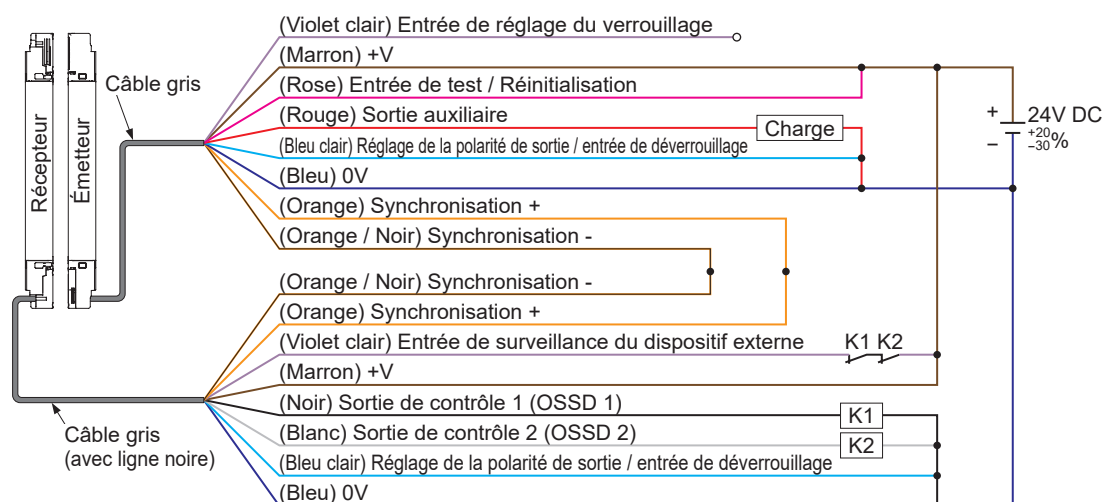 (Violet clair) Entrée de réglage du verrouillage
(Marron) +V
Câble gris
(Rose) Entrée de test / Réinitialisation
(Rouge) Sortie auxiliaire
Charge
+
24V DC
+20
–30%
–
(Bleu clair) Réglage de la polarité de sortie / entrée de déverrouillage
Récepteur
Émetteur
(Bleu) 0V
(Orange) Synchronisation +
(Orange / Noir) Synchronisation -
(Orange / Noir) Synchronisation -
(Orange) Synchronisation +
(Violet clair) Entrée de surveillance du dispositif externe
K1 K2
(Marron) +V
(Noir) Sortie de contrôle 1 (OSSD 1)
K1
Câble gris
(avec ligne noire)
(Blanc) Sortie de contrôle 2 (OSSD 2)
K2
(Bleu clair) Réglage de la polarité de sortie / entrée de déverrouillage
(Bleu) 0V